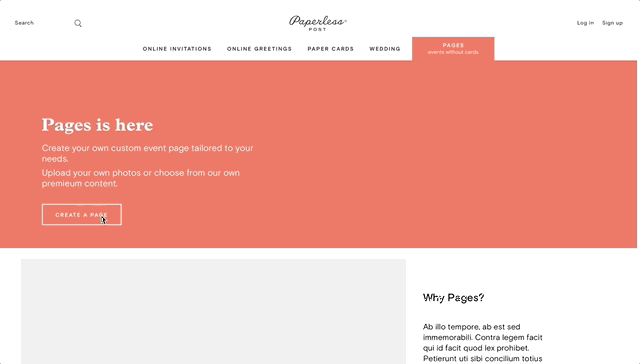 Search
Paperless
POST
Log in
Sign up
ONLINE INVITATIONS
ONLINE GREETINGS
PAPER CARDS
WEDDING
PAGES
events without cards
Pages is here
Create your own custom event page tailored to your
needs.
Upload your own photos or choose from our own
premieum content.
CREATE A PAGE
Why Pages?
Ab illo tempore, ab est sed
immemorabili. Contra legem facit
qui id facit quod lex prohibet.
Petierunt uti sibi concilium totius